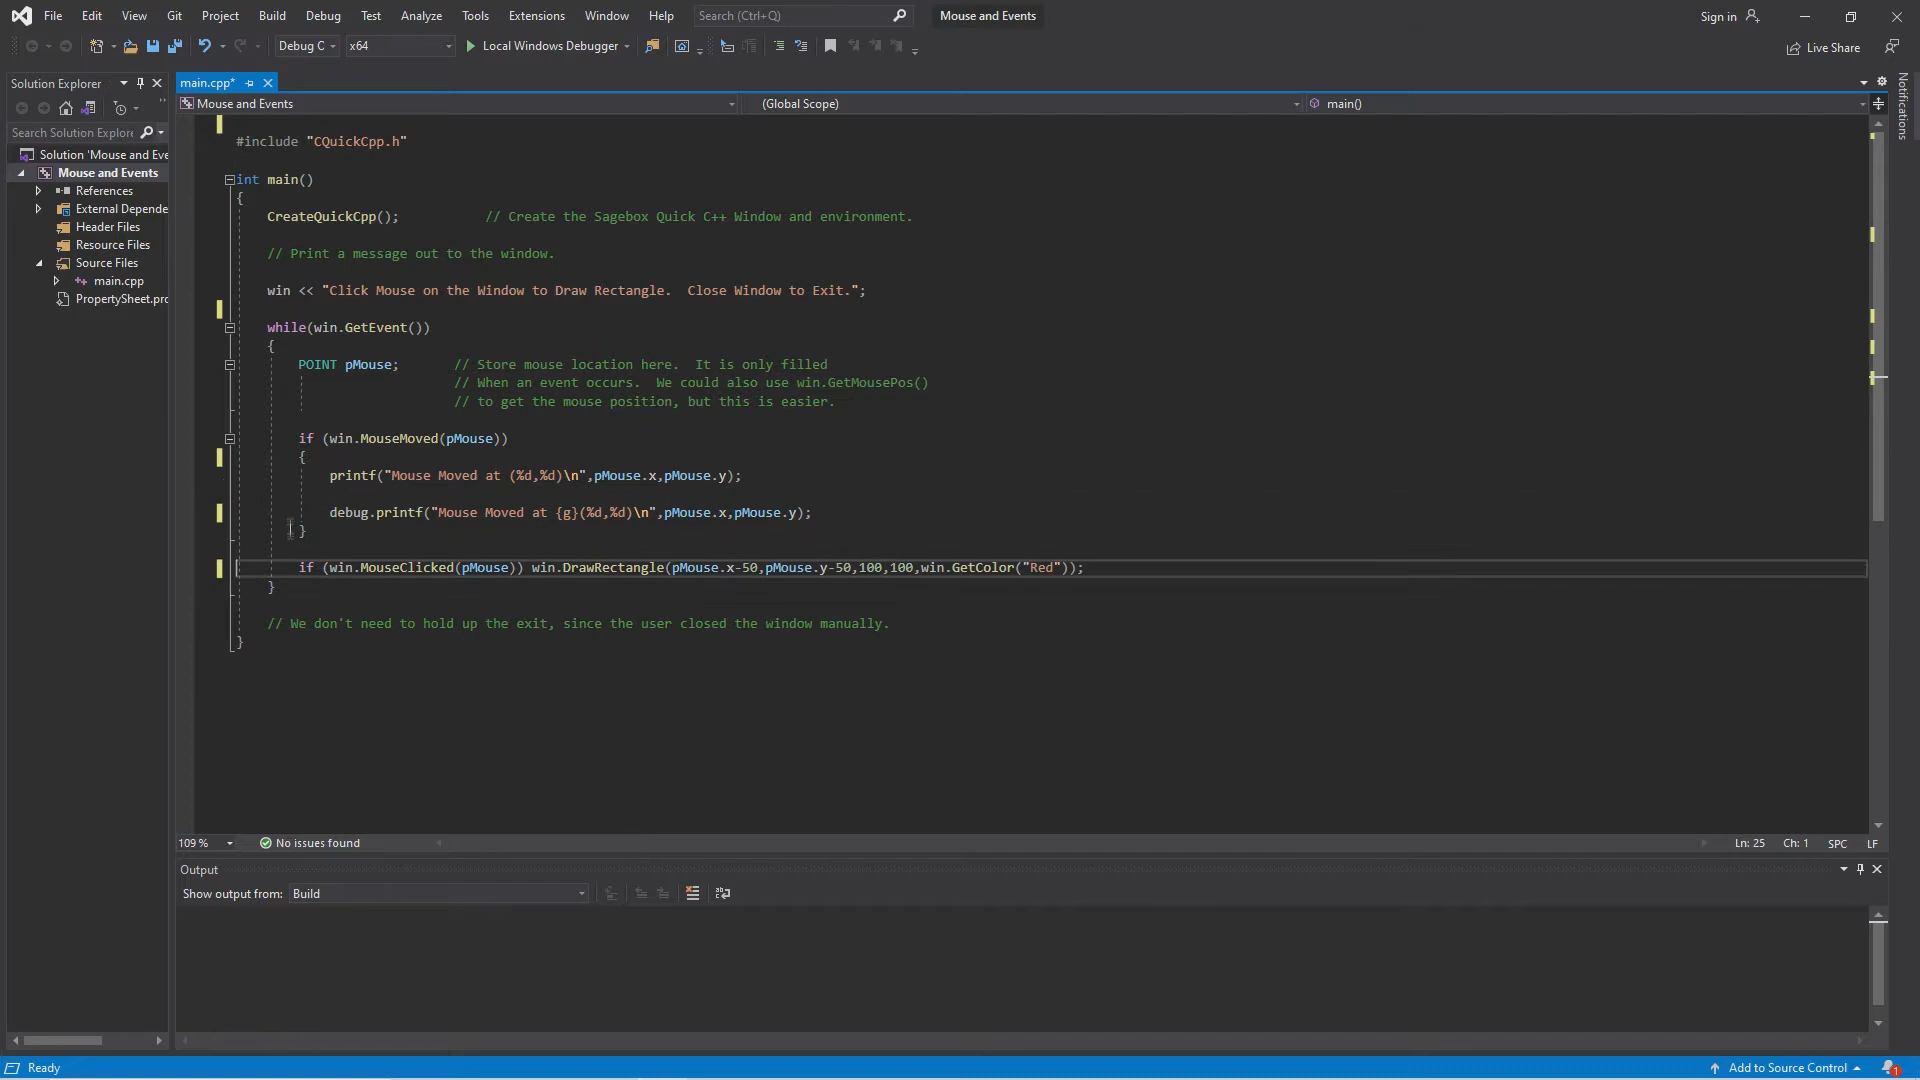 File Edit View Git Project Build Debug Test Analyze Tools Extensions Window Help Search (Ctrl+Q) Mouse and Events Sign in
Debug C x64 Local Windows Debugger Live Share
Solution Explorer
main.cpp*
Mouse and Events (Global Scope) main()
Notifications
Search Solution Explore
Solution 'Mouse and Eve
Mouse and Events
References
External Depende
Header Files
Resource Files
Source Files
main.cpp
PropertySheet.pro
#include "CQuickCpp.h"
int main()
{
CreateQuickCpp(); // Create the Sagebox Quick C++ Window and environment.
// Print a message out to the window.
win << "Click Mouse on the Window to Draw Rectangle.  Close Window to Exit.";
while(win.GetEvent())
{
POINT pMouse; // Store mouse location here.  It is only filled
// When an event occurs.  We could also use win.GetMousePos()
// to get the mouse position, but this is easier.
if (win.MouseMoved(pMouse))
{
printf("Mouse Moved at (%d,%d)\n",pMouse.x,pMouse.y);
debug.printf("Mouse Moved at {g}(%d,%d)\n",pMouse.x,pMouse.y);
}
if (win.MouseClicked(pMouse)) win.DrawRectangle(pMouse.x-50,pMouse.y-50,100,100,win.GetColor("Red"));
}
// We don't need to hold up the exit, since the user closed the window manually.
}
109 % No issues found Ln: 25 Ch: 1 SPC LF
Output
Show output from: Build
Ready Add to Source Control 1